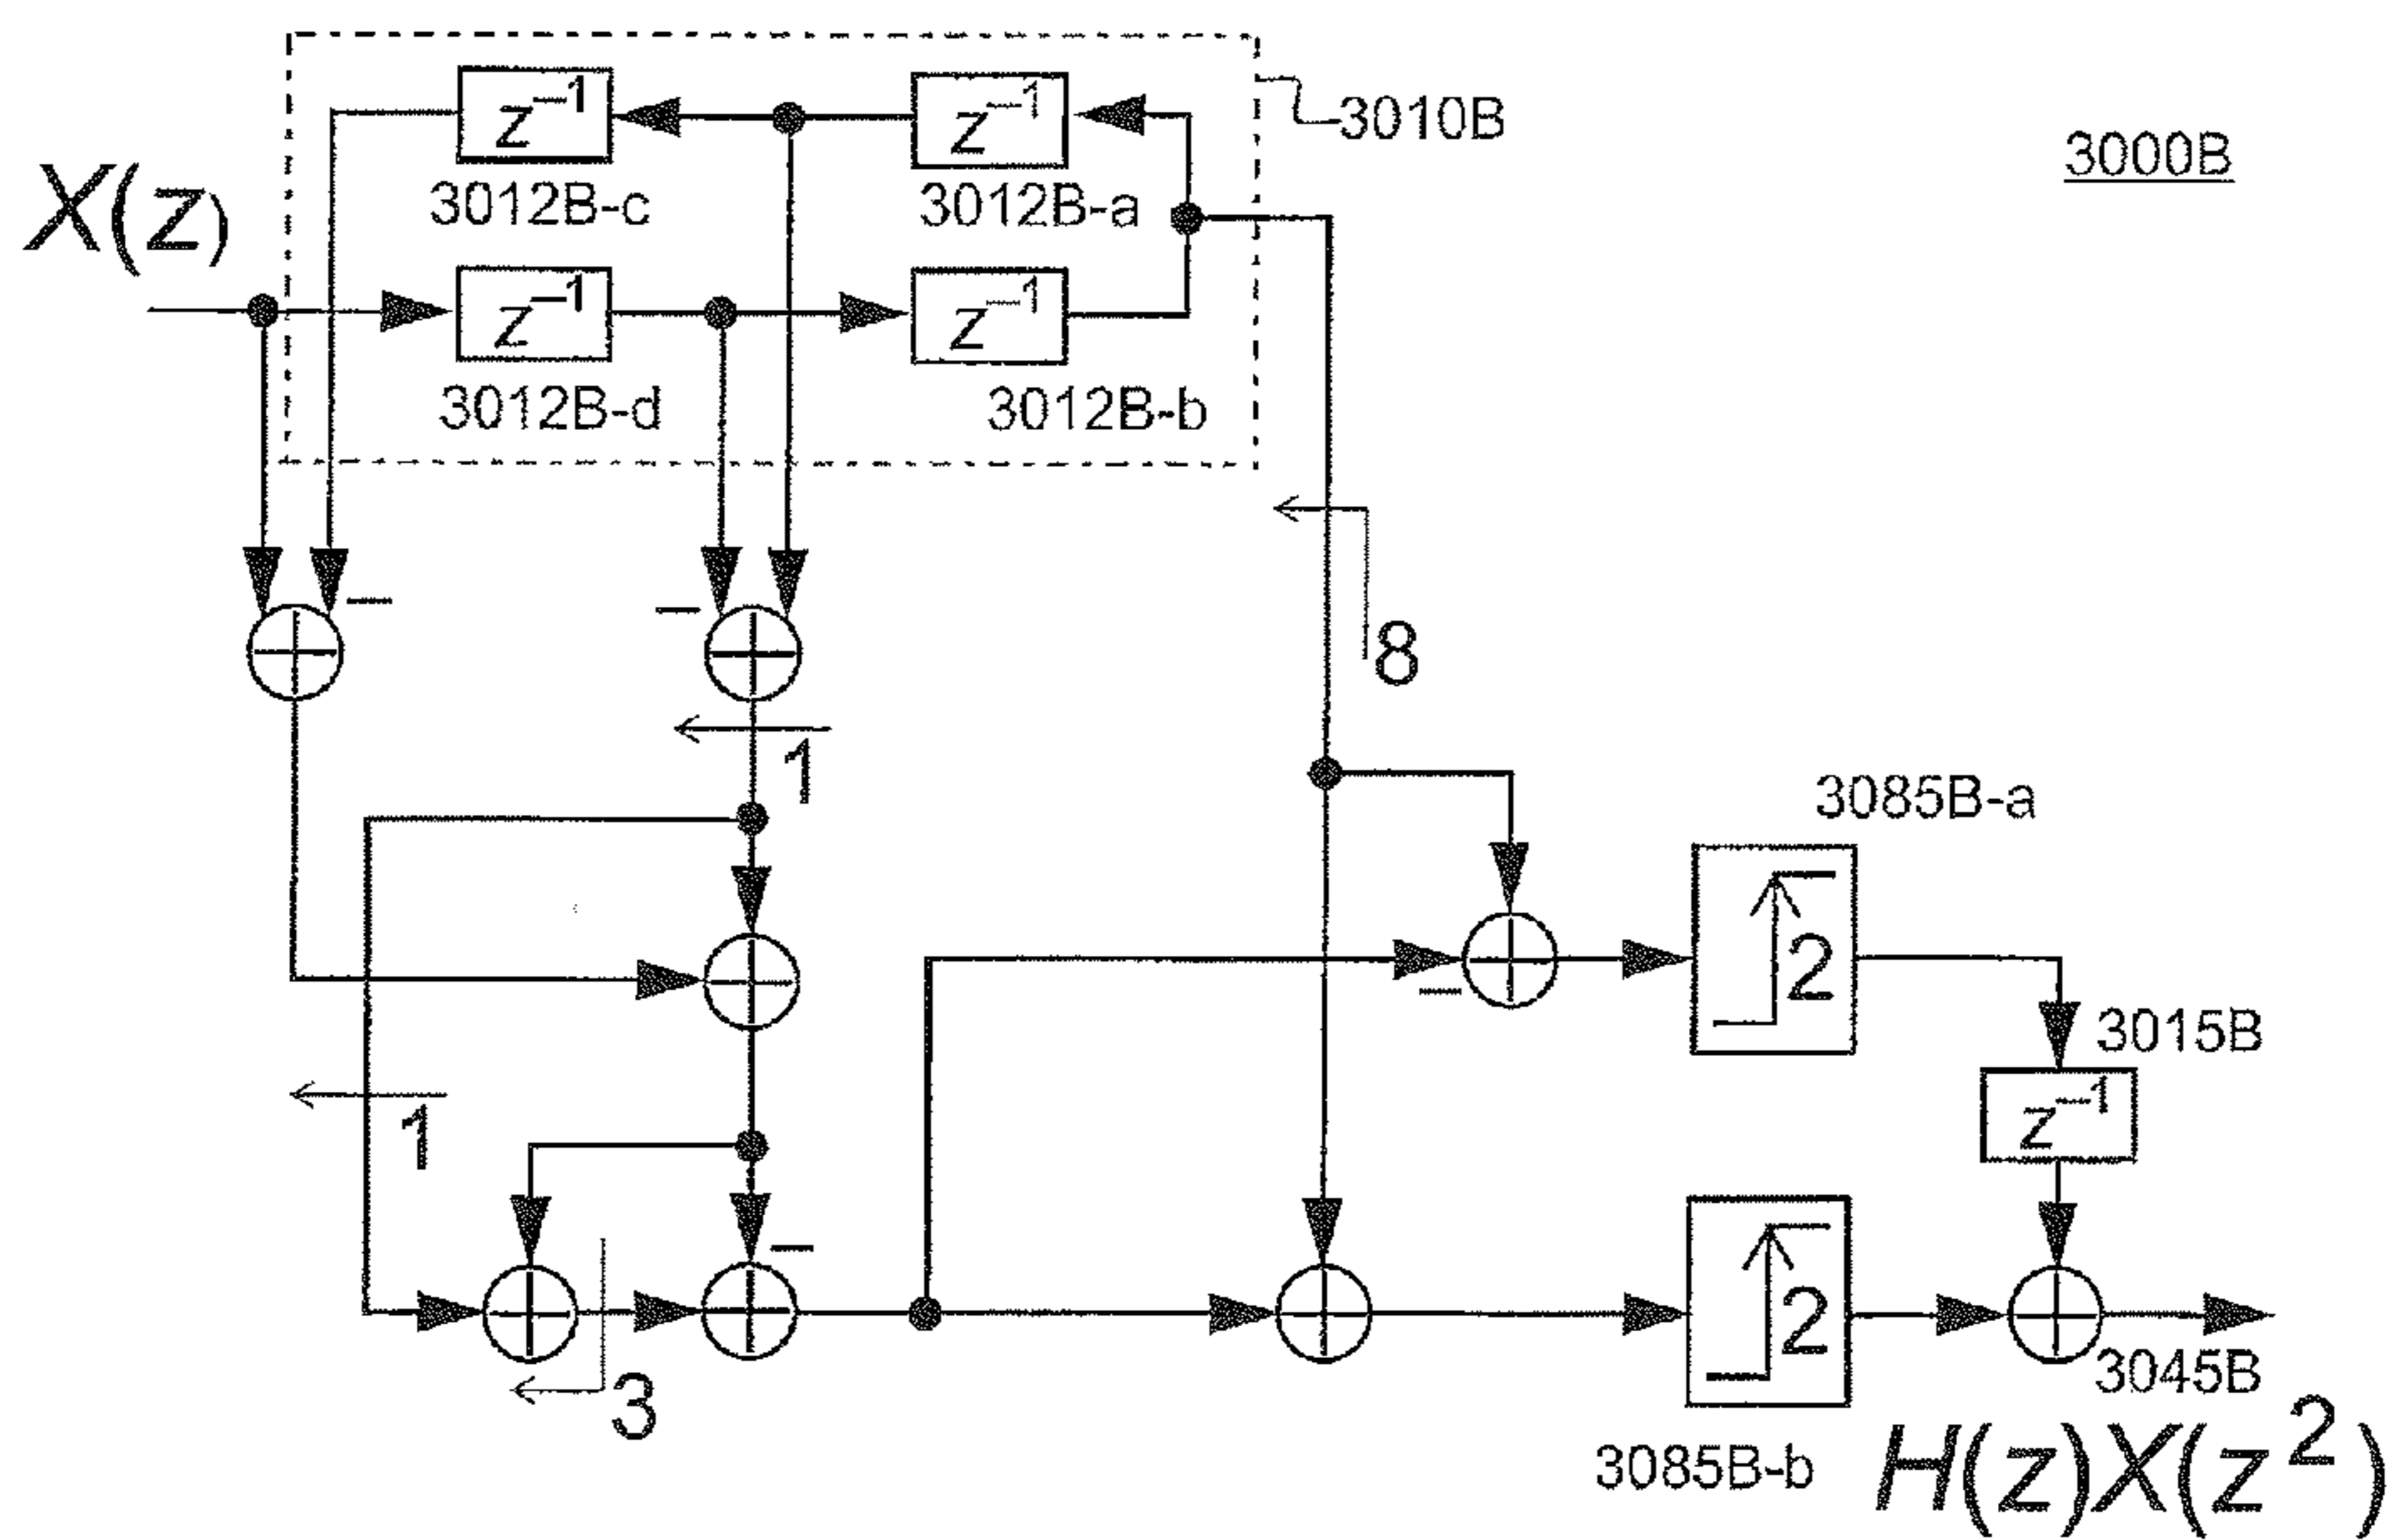 z⁻¹
z⁻¹
3010B
3000B
X(z)
3012B-c
3012B-a
z⁻¹
z⁻¹
3012B-d
3012B-b
−
−
8
1
3085B-a
2
−
3015B
z⁻¹
1
−
2
3
3045B
3085B-b
H(z)X(z²)